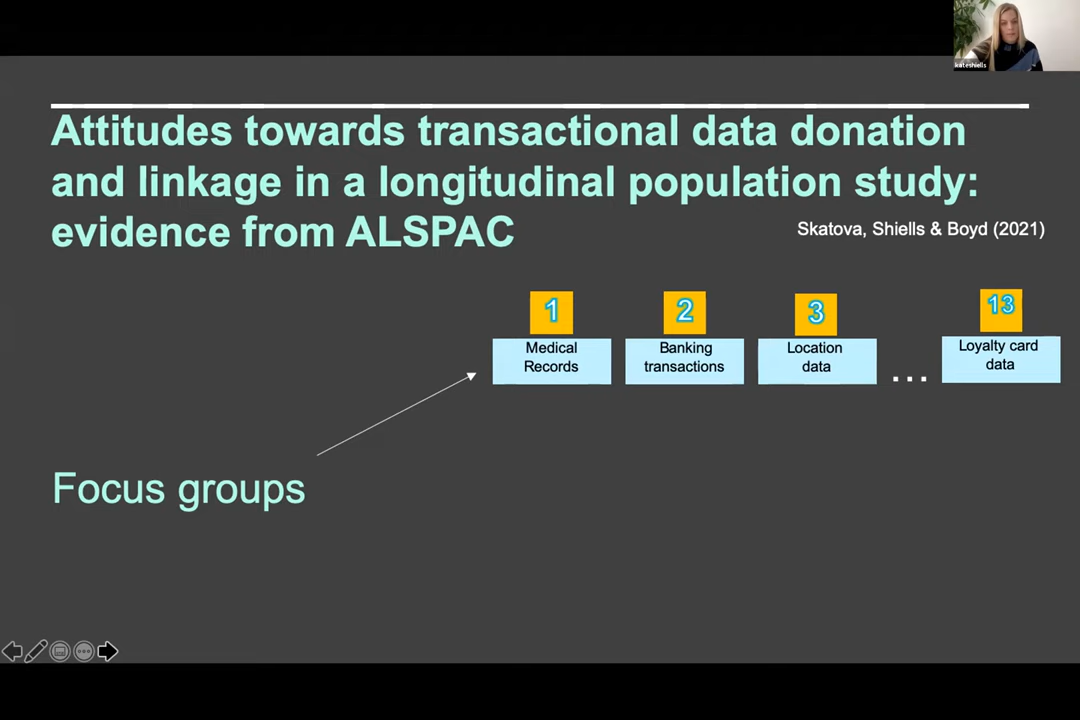 kateshiells
Attitudes towards transactional data donation
and linkage in a longitudinal population study:
evidence from ALSPAC
Skatova, Shiells & Boyd (2021)
1
2
3
13
Medical
Records
Banking
transactions
Location
data
...
Loyalty card
data
Focus groups